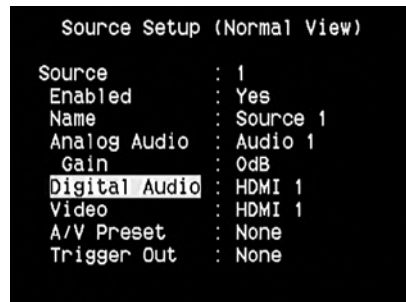 Source Setup (Normal View)
Source : 1
Enabled : Yes
Name : Source 1
Analog Audio : Audio 1
Gain : 0dB
Digital Audio : HDMI 1
Video : HDMI 1
A/V Preset : None
Trigger Out : None